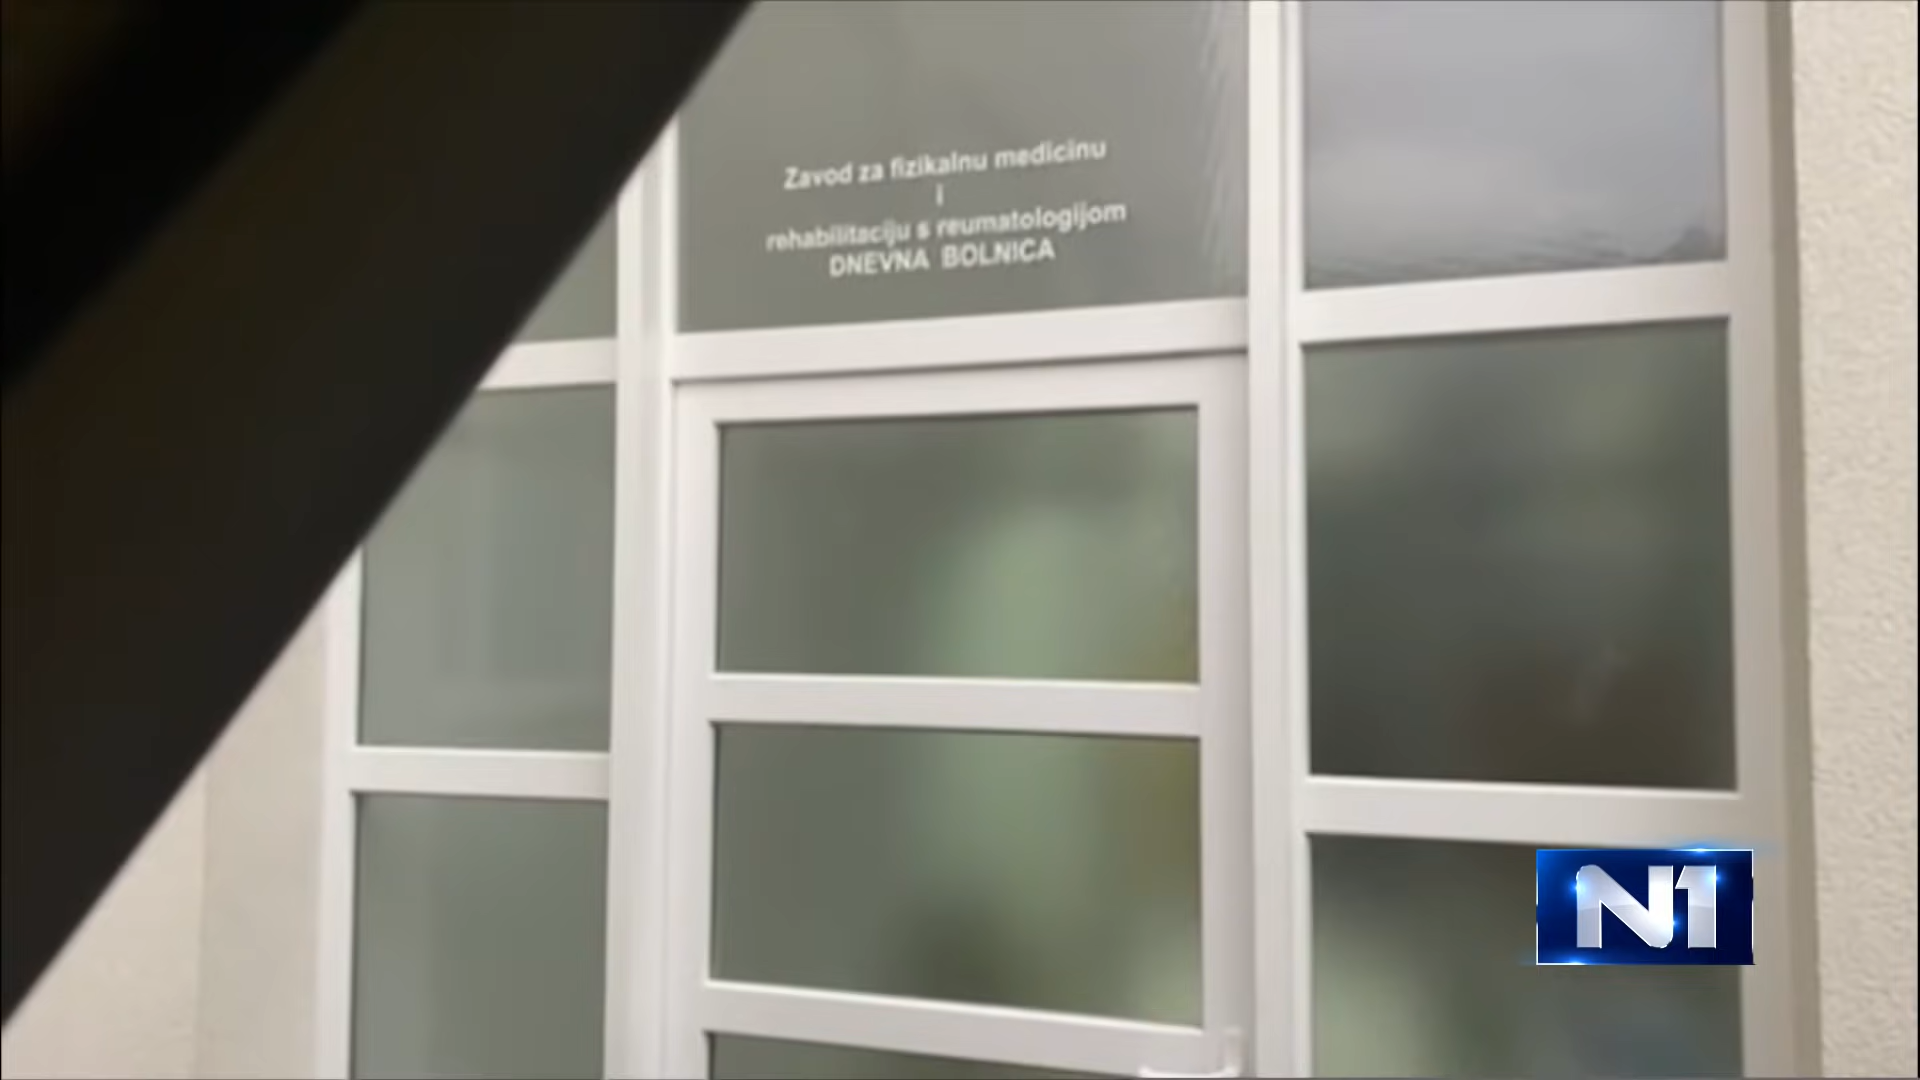 Zavod za fizikalnu medicinu
i
rehabilitaciju s reumatologijom
DNEVNA BOLNICA
N1